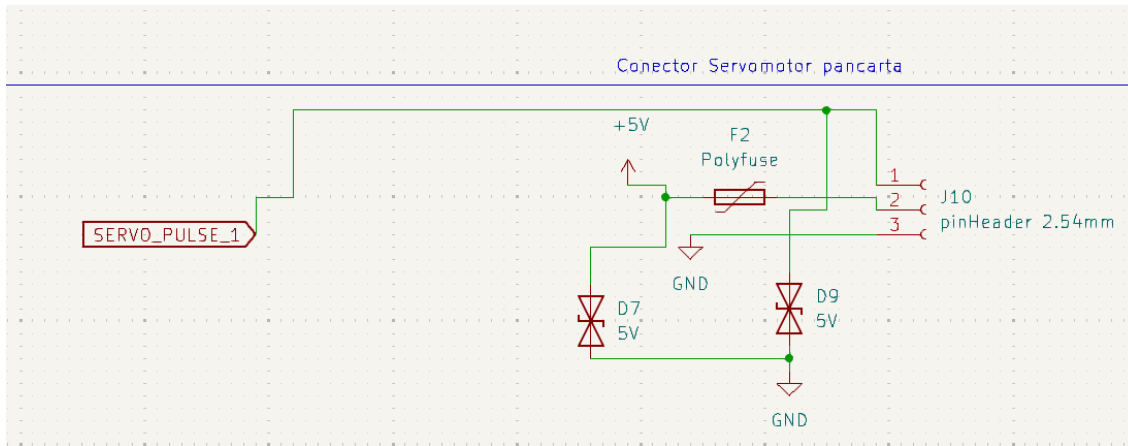 Conector Servomotor pancarta
+5V
F2
Polyfuse
1
2
3
J10
pinHeader 2.54mm
SERVO_PULSE_1
GND
D7
5V
D9
5V
GND